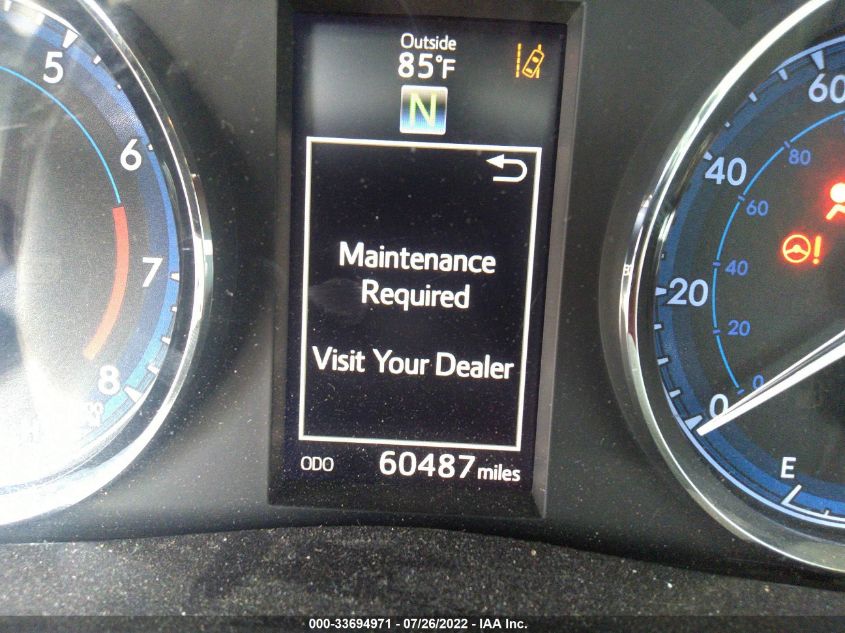 Outside
85°F
N
Maintenance
Required
Visit Your Dealer
ODO 60487 miles
5
6
7
8
60
40
20
0
80
60
40
20
0
E
000-33694971 - 07/26/2022 - IAA Inc.